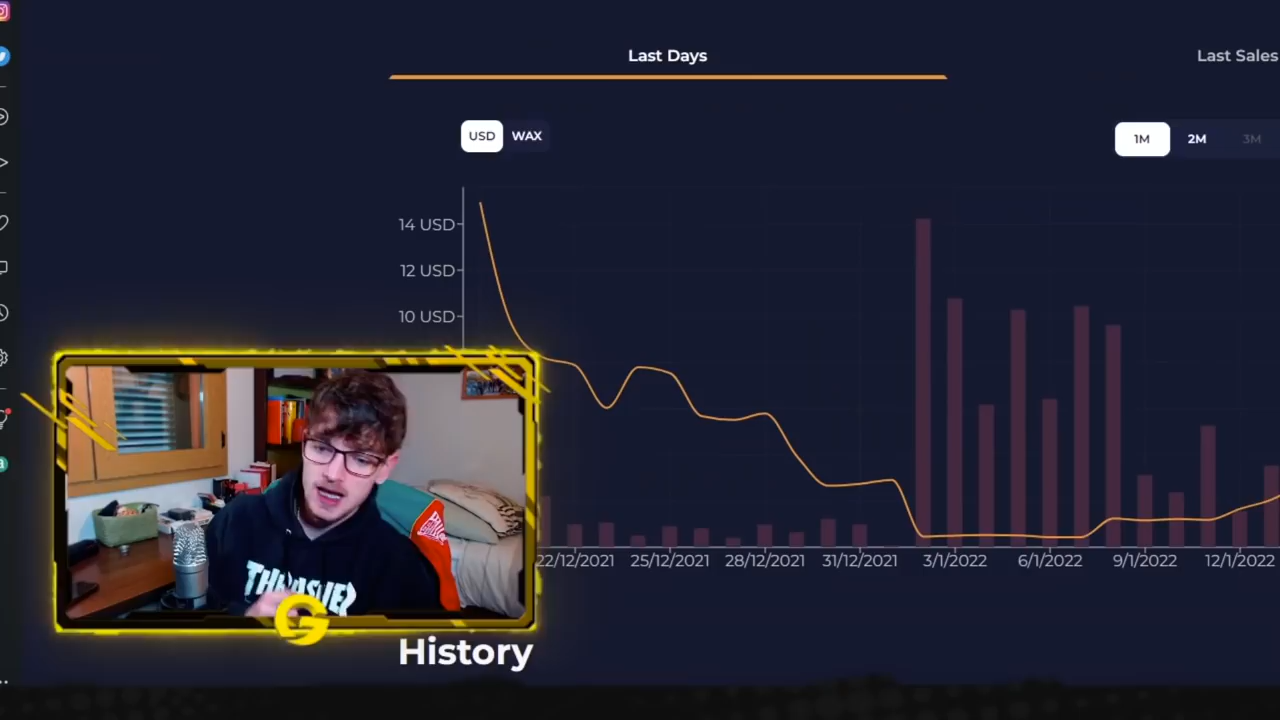 Last Days
Last Sales
USD WAX
1M 2M 3M
14 USD
12 USD
10 USD
THRASHER
22/12/2021 25/12/2021 28/12/2021 31/12/2021 3/1/2022 6/1/2022 9/1/2022 12/1/2022
G
History